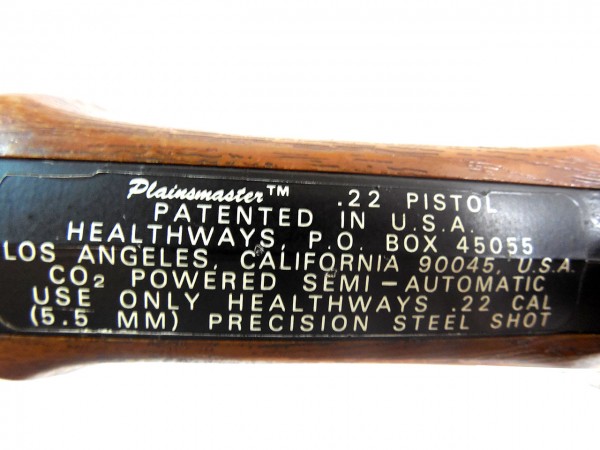 Plainsmaster™ .22 PISTOL
PATENTED IN U.S.A.
HEALTHWAYS, P.O. BOX 45055
LOS ANGELES, CALIFORNIA 90045, U.S.A.
CO₂ POWERED SEMI-AUTOMATIC
USE ONLY HEALTHWAYS .22 CAL
(5.5 MM) PRECISION STEEL SHOT